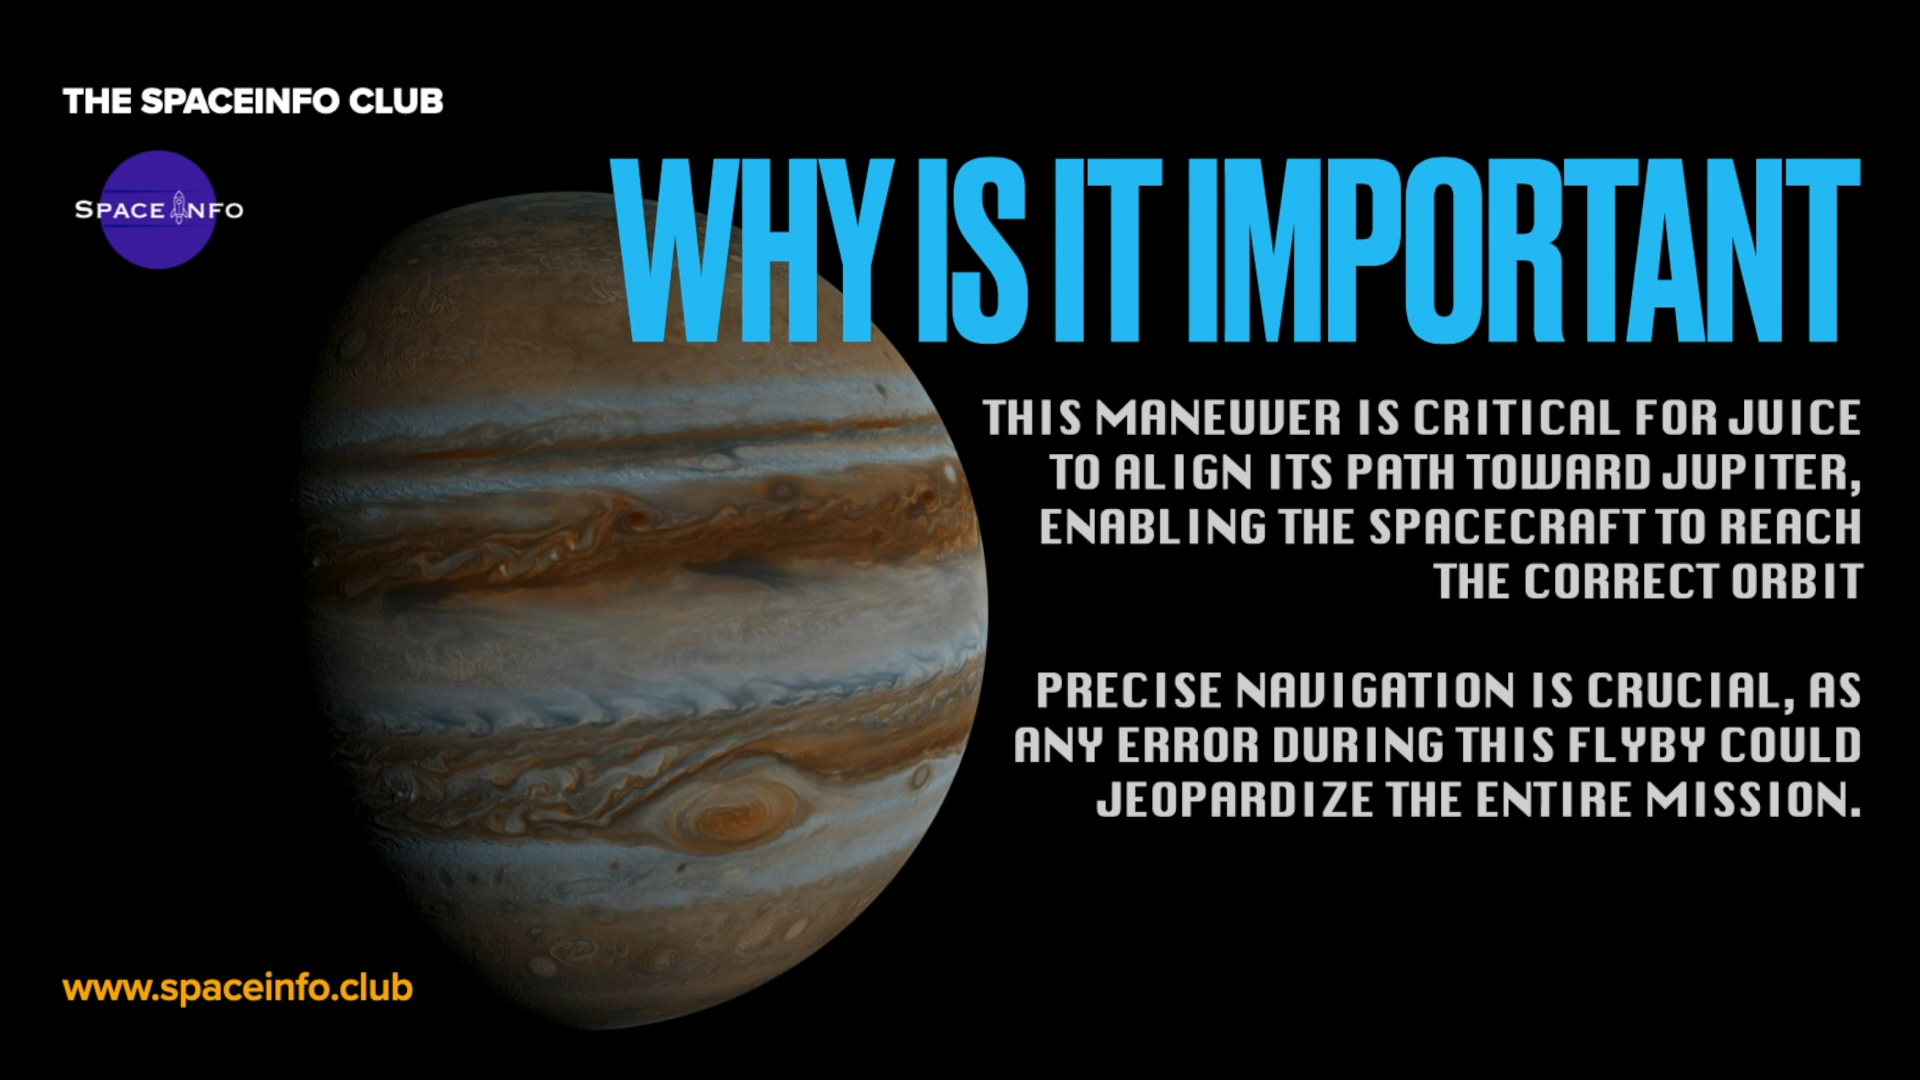 THE SPACEINFO CLUB
SPACE INFO
WHY IS IT IMPORTANT
THIS MANEUVER IS CRITICAL FOR JUICE
TO ALIGN ITS PATH TOWARD JUPITER,
ENABLING THE SPACECRAFT TO REACH
THE CORRECT ORBIT
PRECISE NAVIGATION IS CRUCIAL, AS
ANY ERROR DURING THIS FLYBY COULD
JEOPARDIZE THE ENTIRE MISSION.
www.spaceinfo.club